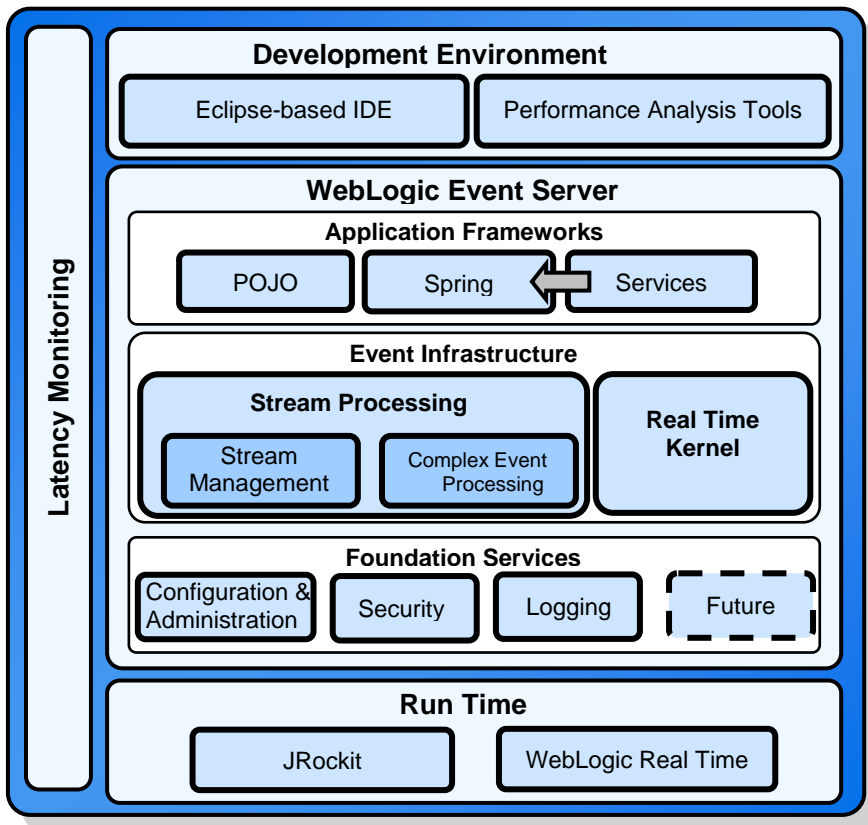 Latency Monitoring
Development Environment
Eclipse-based IDE
Performance Analysis Tools
WebLogic Event Server
Application Frameworks
POJO
Spring
Services
Event Infrastructure
Stream Processing
Stream
Management
Complex Event
Processing
Real Time
Kernel
Foundation Services
Configuration &
Administration
Security
Logging
Future
Run Time
JRockit
WebLogic Real Time